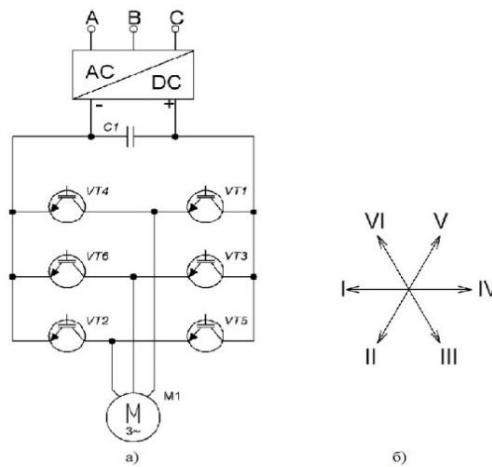 A B C
AC
DC
- +
C1
VT4 VT1
VT6 VT3
VT2 VT5
M1
M
3~
VI V
I IV
II III
а) б)